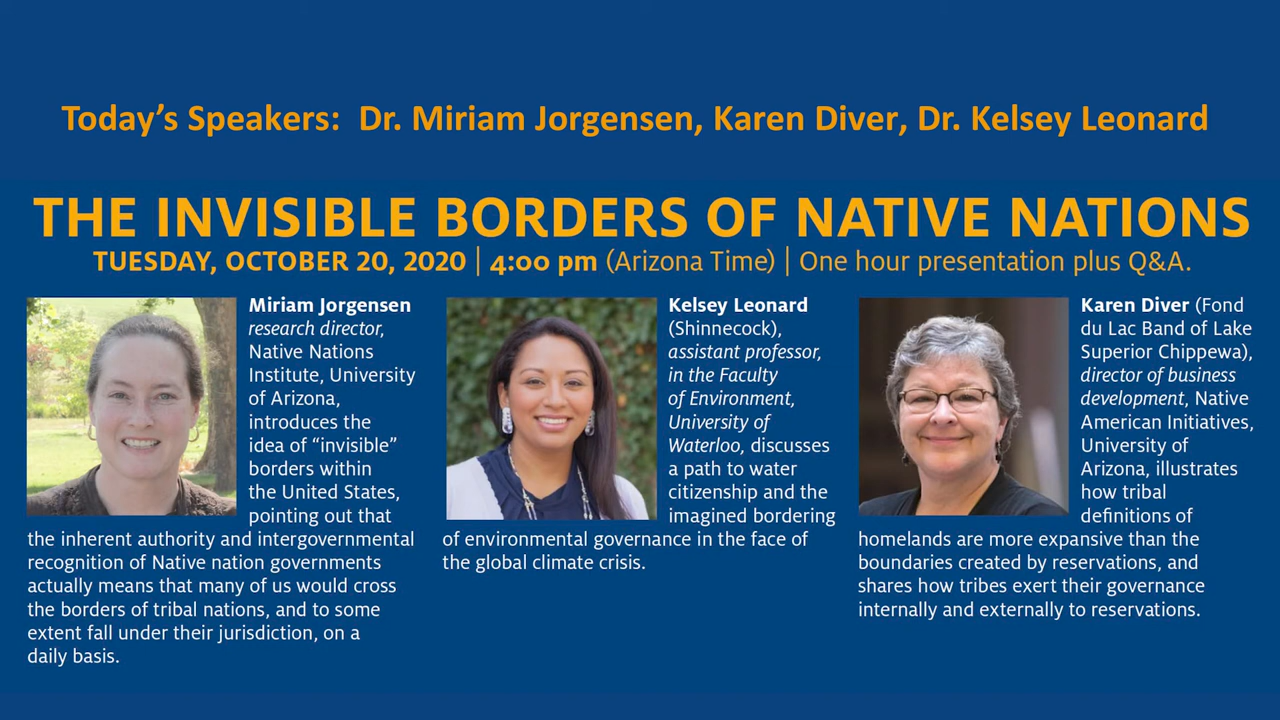 Today's Speakers:  Dr. Miriam Jorgensen, Karen Diver, Dr. Kelsey Leonard
THE INVISIBLE BORDERS OF NATIVE NATIONS
TUESDAY, OCTOBER 20, 2020 | 4:00 pm (Arizona Time) | One hour presentation plus Q&A.
Miriam Jorgensen
research director,
Native Nations
Institute, University
of Arizona,
introduces the
idea of “invisible”
borders within
the United States,
pointing out that
the inherent authority and intergovernmental
recognition of Native nation governments
actually means that many of us would cross
the borders of tribal nations, and to some
extent fall under their jurisdiction, on a
daily basis.
Kelsey Leonard
(Shinnecock),
assistant professor,
in the Faculty
of Environment,
University of
Waterloo, discusses
a path to water
citizenship and the
imagined bordering
of environmental governance in the face of
the global climate crisis.
Karen Diver (Fond
du Lac Band of Lake
Superior Chippewa),
director of business
development, Native
American Initiatives,
University of
Arizona, illustrates
how tribal
definitions of
homelands are more expansive than the
boundaries created by reservations, and
shares how tribes exert their governance
internally and externally to reservations.